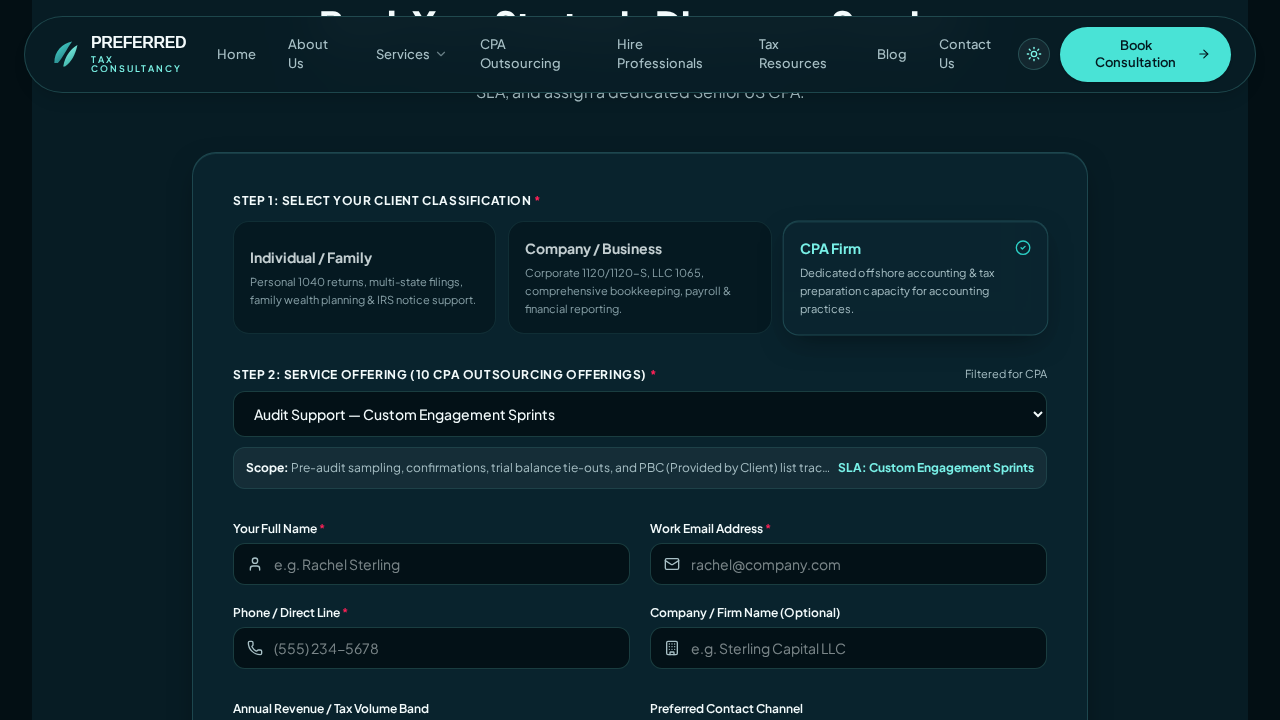 PREFERRED
TAX
CONSULTANCY
Home
About
Us
Services
CPA
Outsourcing
Hire
Professionals
Tax
Resources
Blog
Contact
Us
Book
Consultation
SLA, and assign a dedicated Senior US CPA.
STEP 1: SELECT YOUR CLIENT CLASSIFICATION *
Individual / Family
Personal 1040 returns, multi-state filings,
family wealth planning & IRS notice support.
Company / Business
Corporate 1120/1120-S, LLC 1065,
comprehensive bookkeeping, payroll &
financial reporting.
CPA Firm
Dedicated offshore accounting & tax
preparation capacity for accounting
practices.
STEP 2: SERVICE OFFERING (10 CPA OUTSOURCING OFFERINGS) *
Filtered for CPA
Audit Support — Custom Engagement Sprints
Scope: Pre-audit sampling, confirmations, trial balance tie-outs, and PBC (Provided by Client) list trac...
SLA: Custom Engagement Sprints
Your Full Name *
Work Email Address *
e.g. Rachel Sterling
rachel@company.com
Phone / Direct Line *
Company / Firm Name (Optional)
(555) 234-5678
e.g. Sterling Capital LLC
Annual Revenue / Tax Volume Band
Preferred Contact Channel